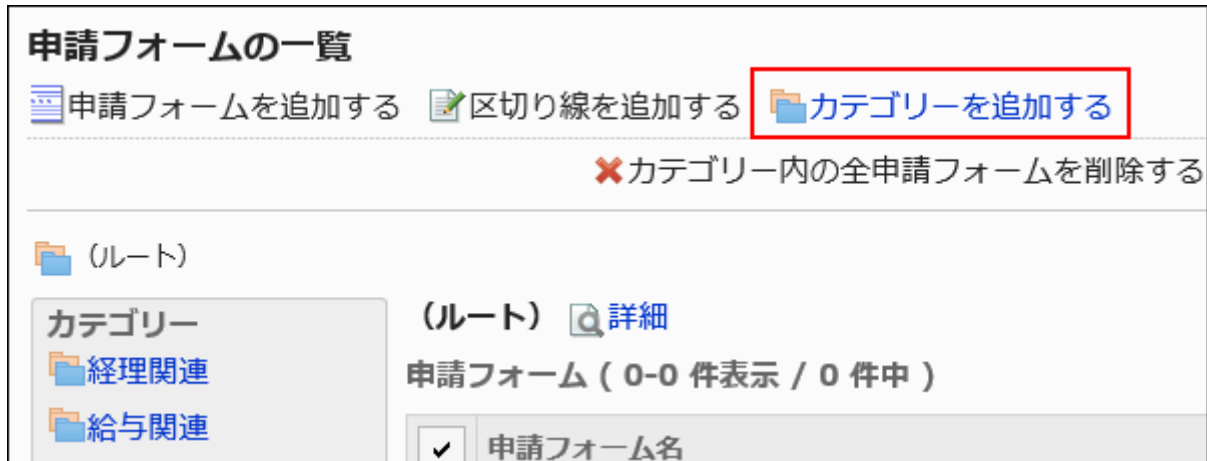 申請フォームの一覧
申請フォームを追加する 区切り線を追加する カテゴリーを追加する
カテゴリー内の全申請フォームを削除する
（ルート）
カテゴリー
経理関連
給与関連
（ルート） 詳細
申請フォーム ( 0-0 件表示 / 0 件中 )
申請フォーム名